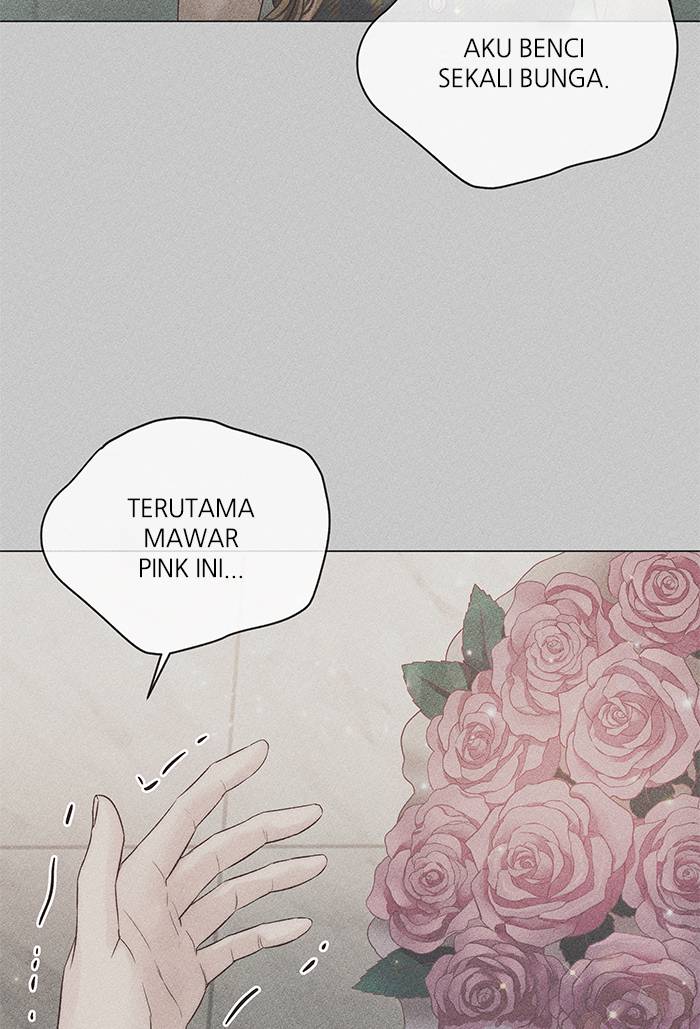 AKU BENCI
SEKALI BUNGA.
TERUTAMA
MAWAR
PINK INI...